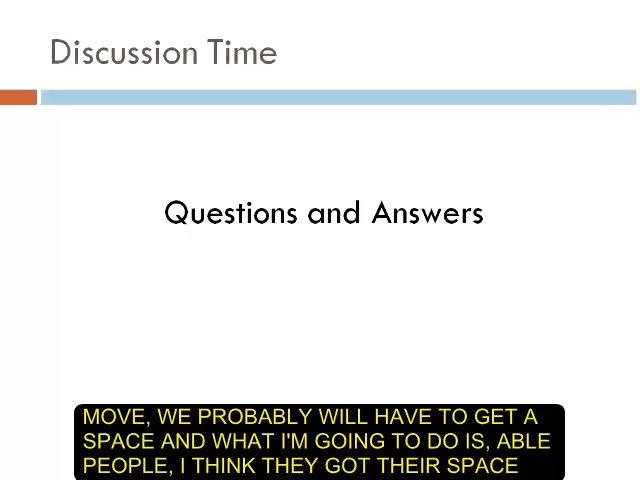 Discussion Time
Questions and Answers
MOVE, WE PROBABLY WILL HAVE TO GET A
SPACE AND WHAT I'M GOING TO DO IS, ABLE
PEOPLE, I THINK THEY GOT THEIR SPACE